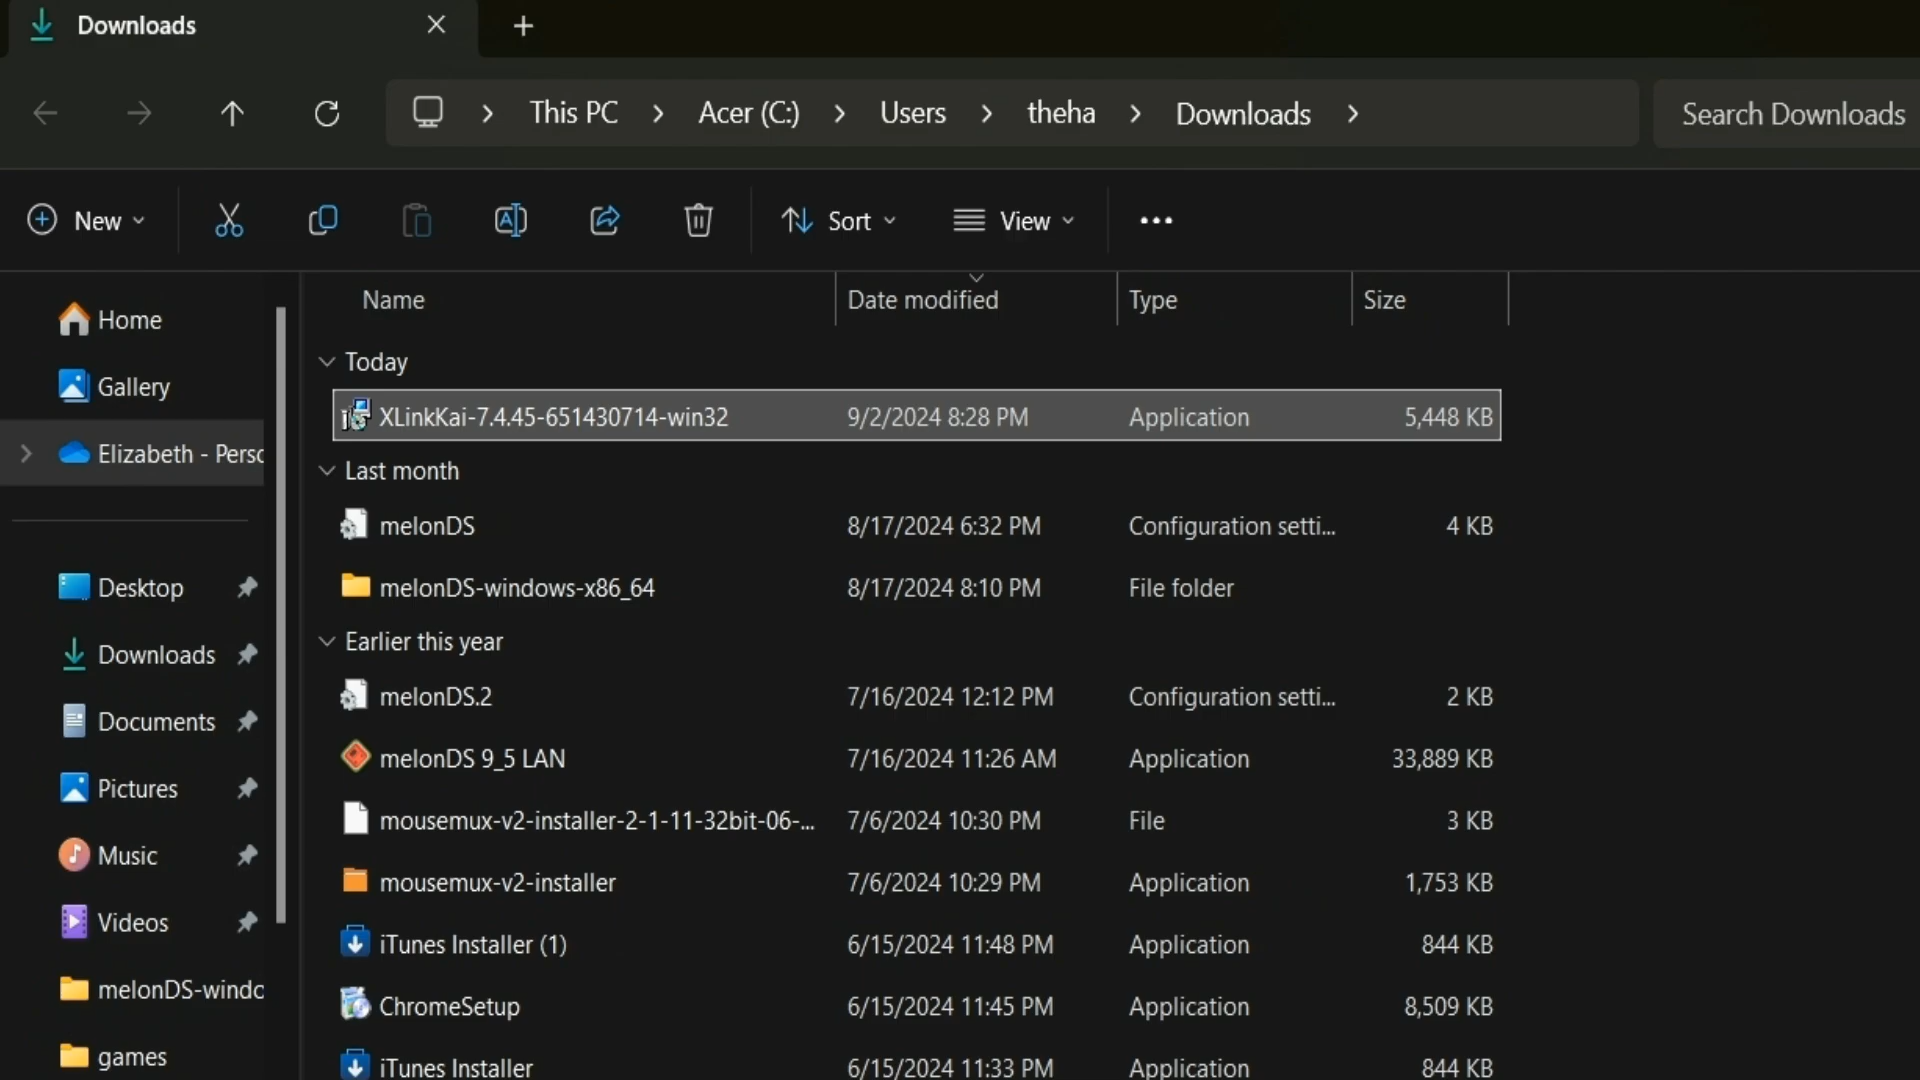 Downloads
This PC > Acer (C:) > Users > theha > Downloads >
Search Downloads
New
Sort
View
Name Date modified Type Size
Home
Gallery
Elizabeth - Perso
Desktop
Downloads
Documents
Pictures
Music
Videos
melonDS-windo
games
Today
XLinkKai-7.4.45-651430714-win32 9/2/2024 8:28 PM Application 5,448 KB
Last month
melonDS 8/17/2024 6:32 PM Configuration setti... 4 KB
melonDS-windows-x86_64 8/17/2024 8:10 PM File folder
Earlier this year
melonDS.2 7/16/2024 12:12 PM Configuration setti... 2 KB
melonDS 9_5 LAN 7/16/2024 11:26 AM Application 33,889 KB
mousemux-v2-installer-2-1-11-32bit-06-... 7/6/2024 10:30 PM File 3 KB
mousemux-v2-installer 7/6/2024 10:29 PM Application 1,753 KB
iTunes Installer (1) 6/15/2024 11:48 PM Application 844 KB
ChromeSetup 6/15/2024 11:45 PM Application 8,509 KB
iTunes Installer 6/15/2024 11:33 PM Application 844 KB